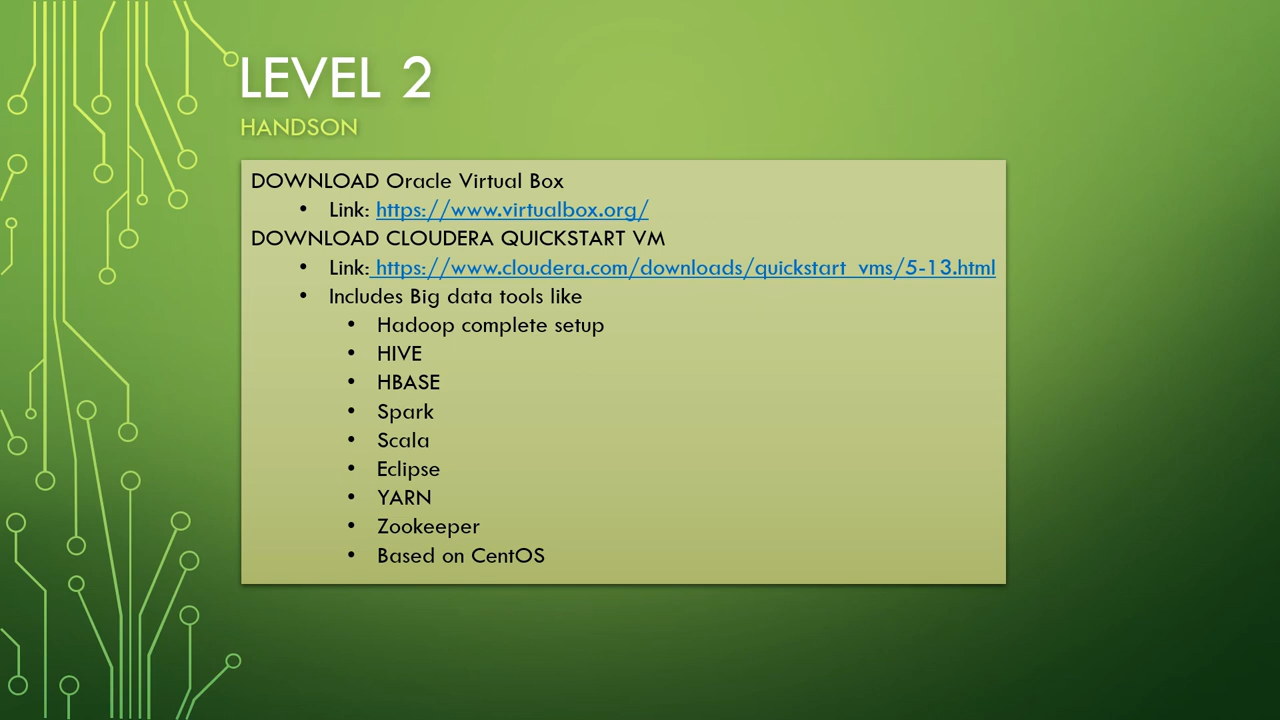 LEVEL 2
HANDSON
DOWNLOAD Oracle Virtual Box
• Link: https://www.virtualbox.org/
DOWNLOAD CLOUDERA QUICKSTART VM
• Link: https://www.cloudera.com/downloads/quickstart_vms/5-13.html
• Includes Big data tools like
• Hadoop complete setup
• HIVE
• HBASE
• Spark
• Scala
• Eclipse
• YARN
• Zookeeper
• Based on CentOS